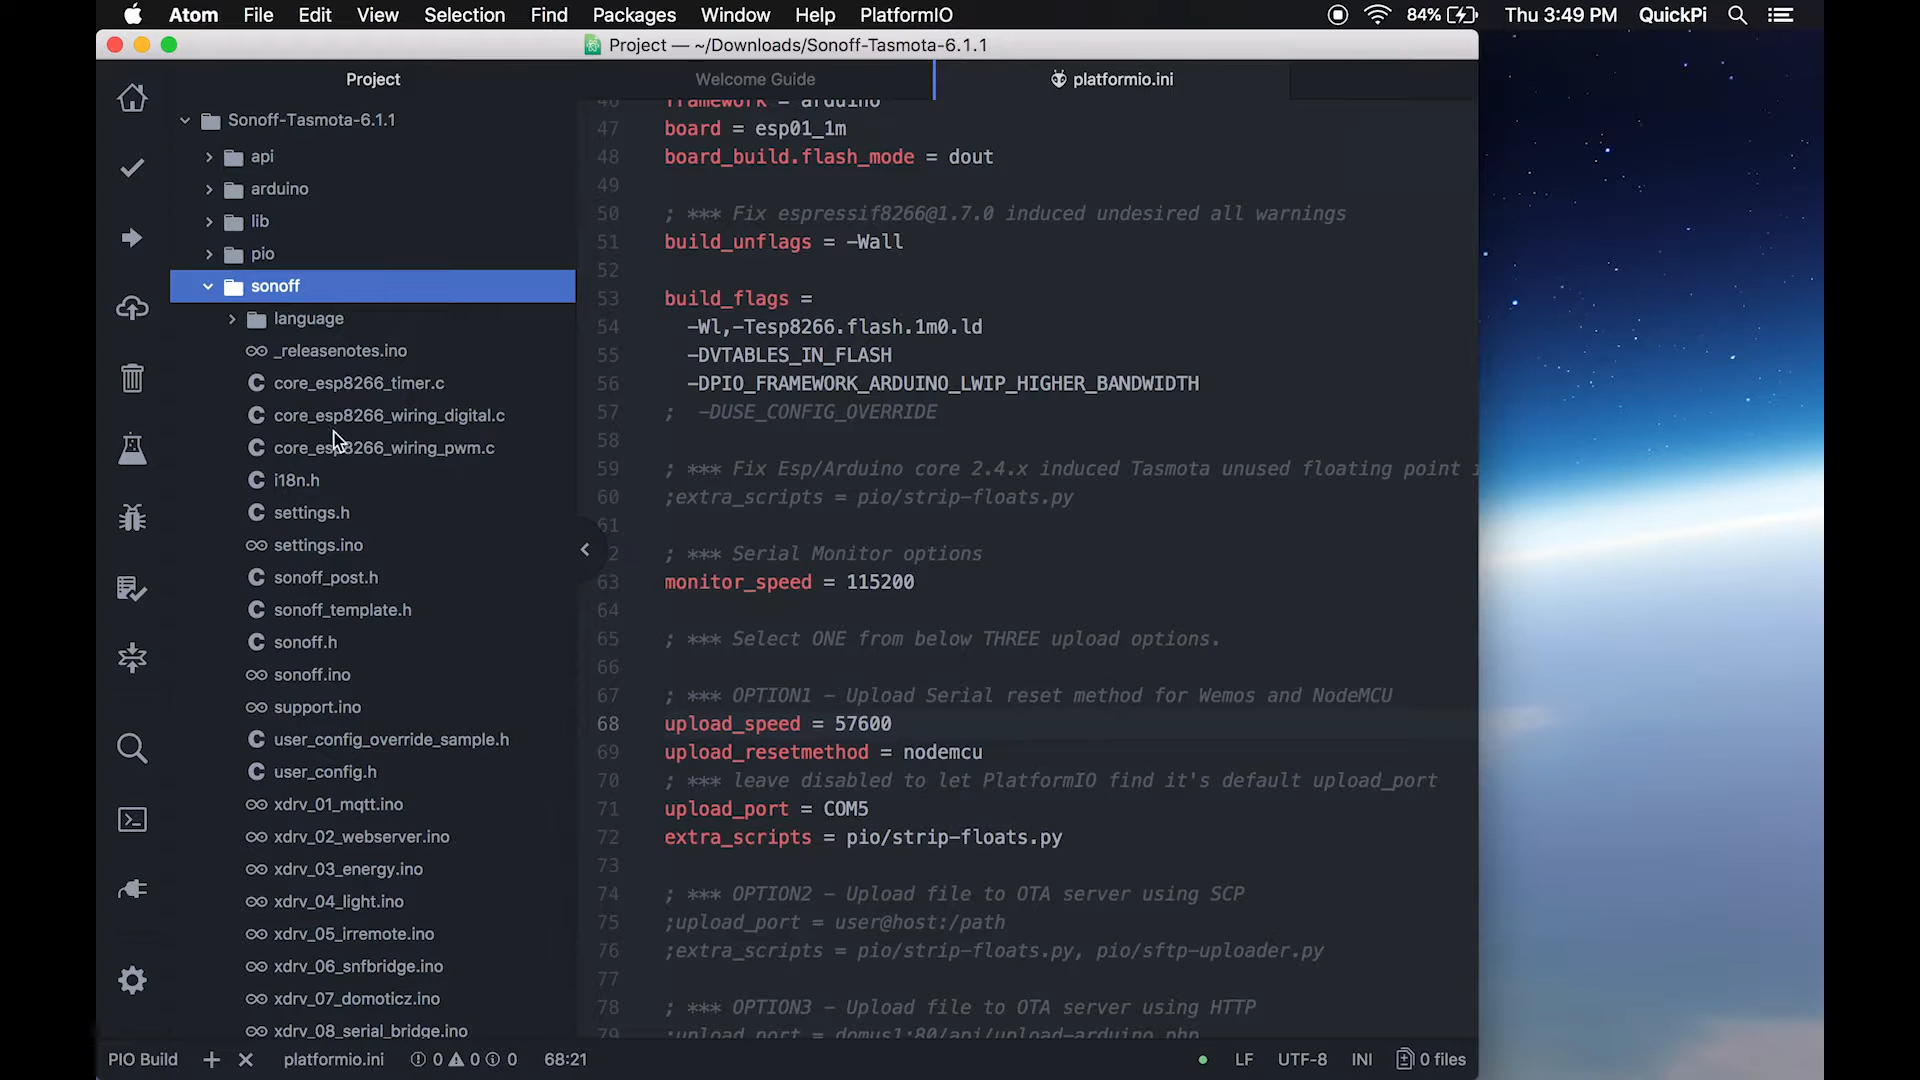 Atom File Edit View Selection Find Packages Window Help PlatformIO 84% Thu 3:49 PM QuickPi
Project — ~/Downloads/Sonoff-Tasmota-6.1.1
Project
Welcome Guide
platformio.ini
Sonoff-Tasmota-6.1.1
api
arduino
lib
pio
sonoff
language
_releasenotes.ino
core_esp8266_timer.c
core_esp8266_wiring_digital.c
core_esp8266_wiring_pwm.c
i18n.h
settings.h
settings.ino
sonoff_post.h
sonoff_template.h
sonoff.h
sonoff.ino
support.ino
user_config_override_sample.h
user_config.h
xdrv_01_mqtt.ino
xdrv_02_webserver.ino
xdrv_03_energy.ino
xdrv_04_light.ino
xdrv_05_irremote.ino
xdrv_06_snfbridge.ino
xdrv_07_domoticz.ino
xdrv_08_serial_bridge.ino
46 framework = arduino
47 board = esp01_1m
48 board_build.flash_mode = dout
49
50 ; *** Fix espressif8266@1.7.0 induced undesired all warnings
51 build_unflags = -Wall
52
53 build_flags =
54 -Wl,-Tesp8266.flash.1m0.ld
55 -DVTABLES_IN_FLASH
56 -DPIO_FRAMEWORK_ARDUINO_LWIP_HIGHER_BANDWIDTH
57 ; -DUSE_CONFIG_OVERRIDE
58
59 ; *** Fix Esp/Arduino core 2.4.x induced Tasmota unused floating point
60 ;extra_scripts = pio/strip-floats.py
61
2 ; *** Serial Monitor options
63 monitor_speed = 115200
64
65 ; *** Select ONE from below THREE upload options.
66
67 ; *** OPTION1 - Upload Serial reset method for Wemos and NodeMCU
68 upload_speed = 57600
69 upload_resetmethod = nodemcu
70 ; *** leave disabled to let PlatformIO find it's default upload_port
71 upload_port = COM5
72 extra_scripts = pio/strip-floats.py
73
74 ; *** OPTION2 - Upload file to OTA server using SCP
75 ;upload_port = user@host:/path
76 ;extra_scripts = pio/strip-floats.py, pio/sftp-uploader.py
77
78 ; *** OPTION3 - Upload file to OTA server using HTTP
79 ;upload_port = domus1:80/api/upload-arduino.php
PIO Build + × platformio.ini 0 0 0 68:21 LF UTF-8 INI 0 files